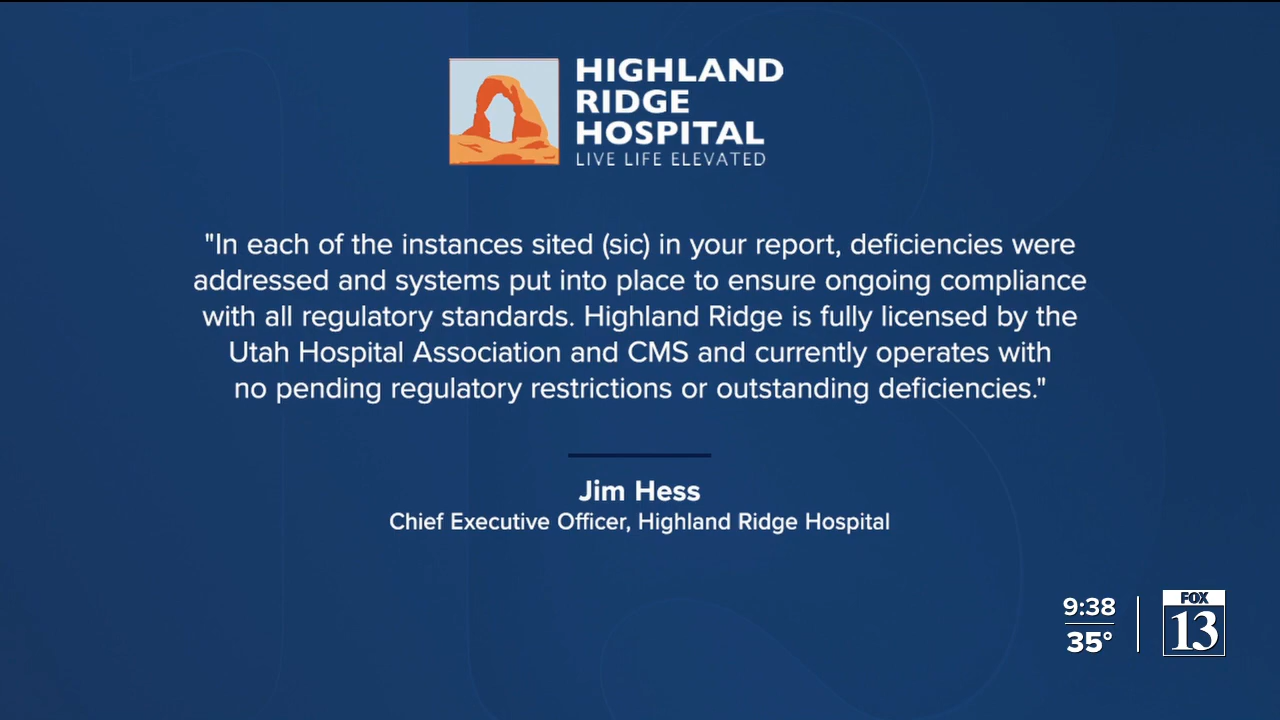 HIGHLAND
RIDGE
HOSPITAL
LIVE LIFE ELEVATED
"In each of the instances sited (sic) in your report, deficiencies were
addressed and systems put into place to ensure ongoing compliance
with all regulatory standards. Highland Ridge is fully licensed by the
Utah Hospital Association and CMS and currently operates with
no pending regulatory restrictions or outstanding deficiencies."
Jim Hess
Chief Executive Officer, Highland Ridge Hospital
9:38
35°
FOX
13